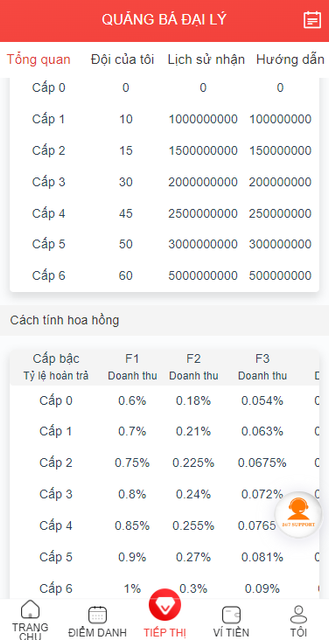 QUẢNG BÁ ĐẠI LÝ
Tổng quan Đội của tôi Lịch sử nhận Hướng dẫn
Cấp 0 0 0 0
Cấp 1 10 1000000000 100000000
Cấp 2 15 1500000000 150000000
Cấp 3 30 2000000000 200000000
Cấp 4 45 2500000000 250000000
Cấp 5 50 3000000000 300000000
Cấp 6 60 5000000000 500000000
Cách tính hoa hồng
Cấp bậc F1 F2 F3
Tỷ lệ hoàn trả Doanh thu Doanh thu Doanh thu
Cấp 0 0.6% 0.18% 0.054%
Cấp 1 0.7% 0.21% 0.063%
Cấp 2 0.75% 0.225% 0.0675%
Cấp 3 0.8% 0.24% 0.072%
Cấp 4 0.85% 0.255% 0.0765
Cấp 5 0.9% 0.27% 0.081%
Cấp 6 1% 0.3% 0.09%
TRANG CHỦ ĐIỂM DANH TIẾP THỊ VÍ TIỀN TÔI